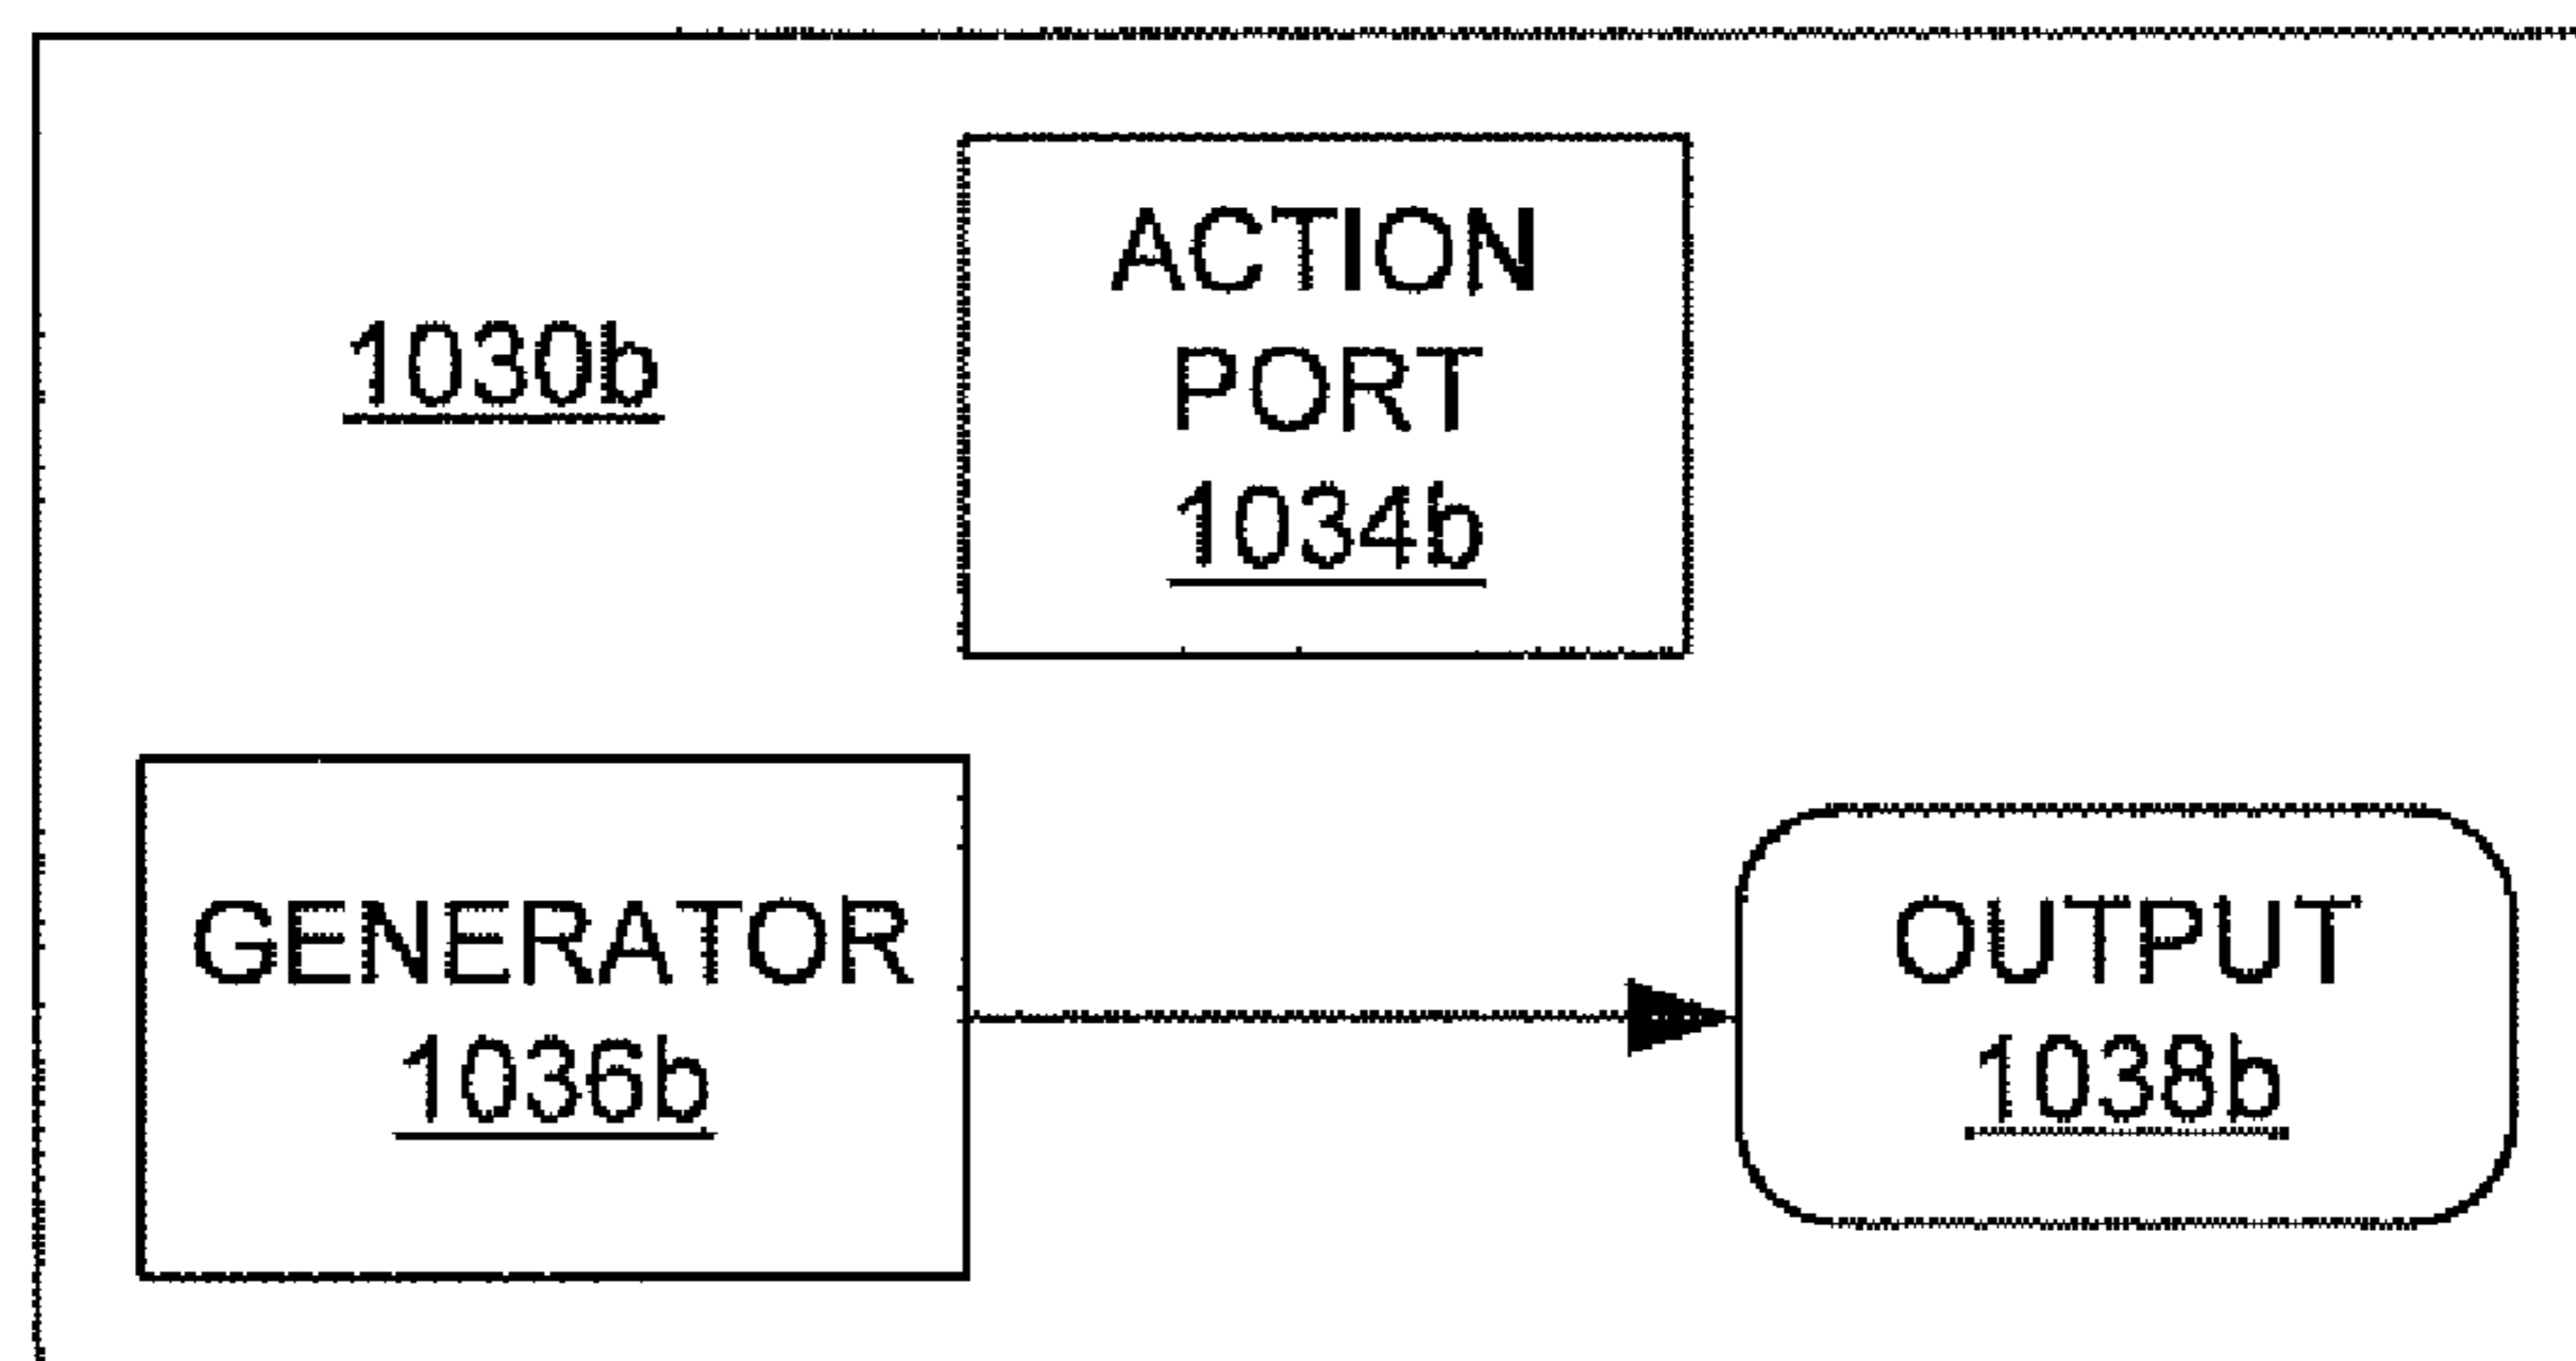 1030b
ACTION
PORT
1034b
GENERATOR
1036b
OUTPUT
1038b